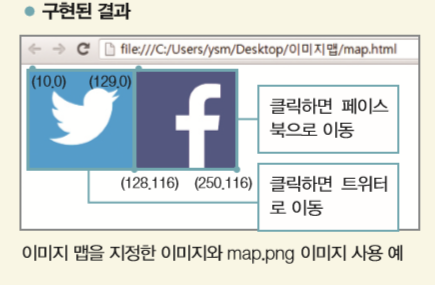 ● 구현된 결과
file:///C:/Users/ysm/Desktop/이미지맵/map.html
(10,0) (129,0)
클릭하면 페이스
북으로 이동
(128,116) (250,116)
클릭하면 트위터
로 이동
이미지 맵을 지정한 이미지와 map.png 이미지 사용 예